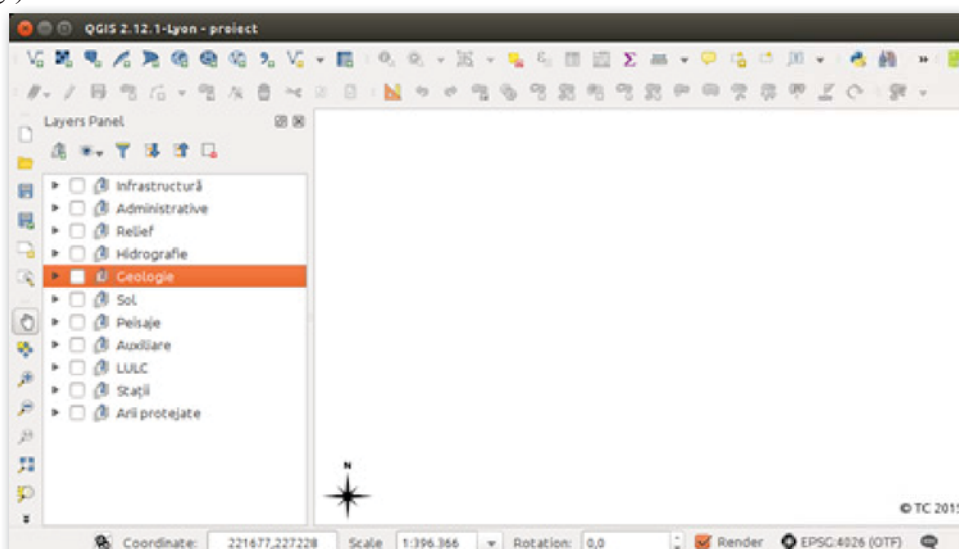 QGIS 2.12.1-Lyon - proiect
Layers Panel
Infrastructură
Administrative
Relief
Hidrografie
Geologie
Sol
Peisaje
Auxiliare
LULC
Stații
Arii protejate
N
© TC 2015
Coordinate: 221677,227228 Scale 1:396.366 Rotation: 0,0 Render EPSG:4026 (OTF)